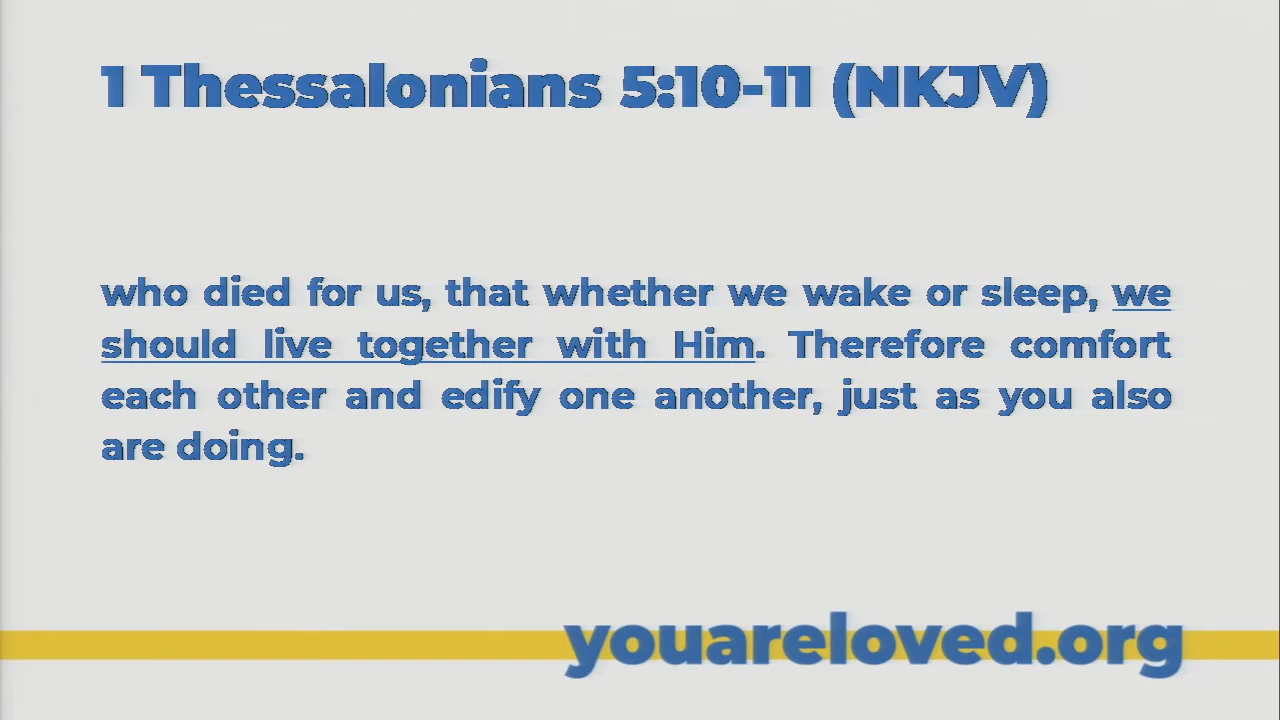 1 Thessalonians 5:10-11 (NKJV)
who died for us, that whether we wake or sleep, we
should live together with Him. Therefore comfort
each other and edify one another, just as you also
are doing.
youareloved.org